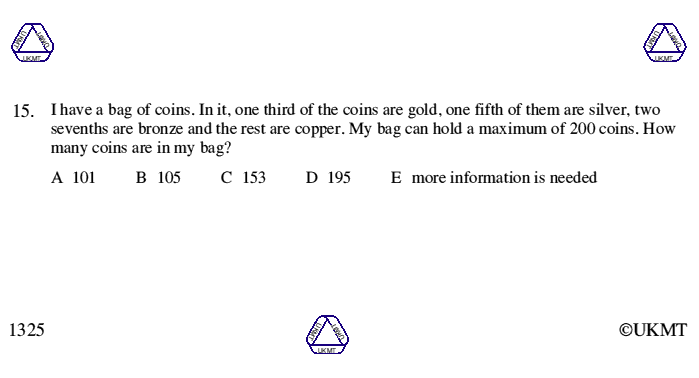 UKMT UKMT UKMT UKMT UKMT UKMT
15. I have a bag of coins. In it, one third of the coins are gold, one fifth of them are silver, two
sevenths are bronze and the rest are copper. My bag can hold a maximum of 200 coins. How
many coins are in my bag?
A 101 B 105 C 153 D 195 E more information is needed
1325 UKMT UKMT UKMT ©UKMT